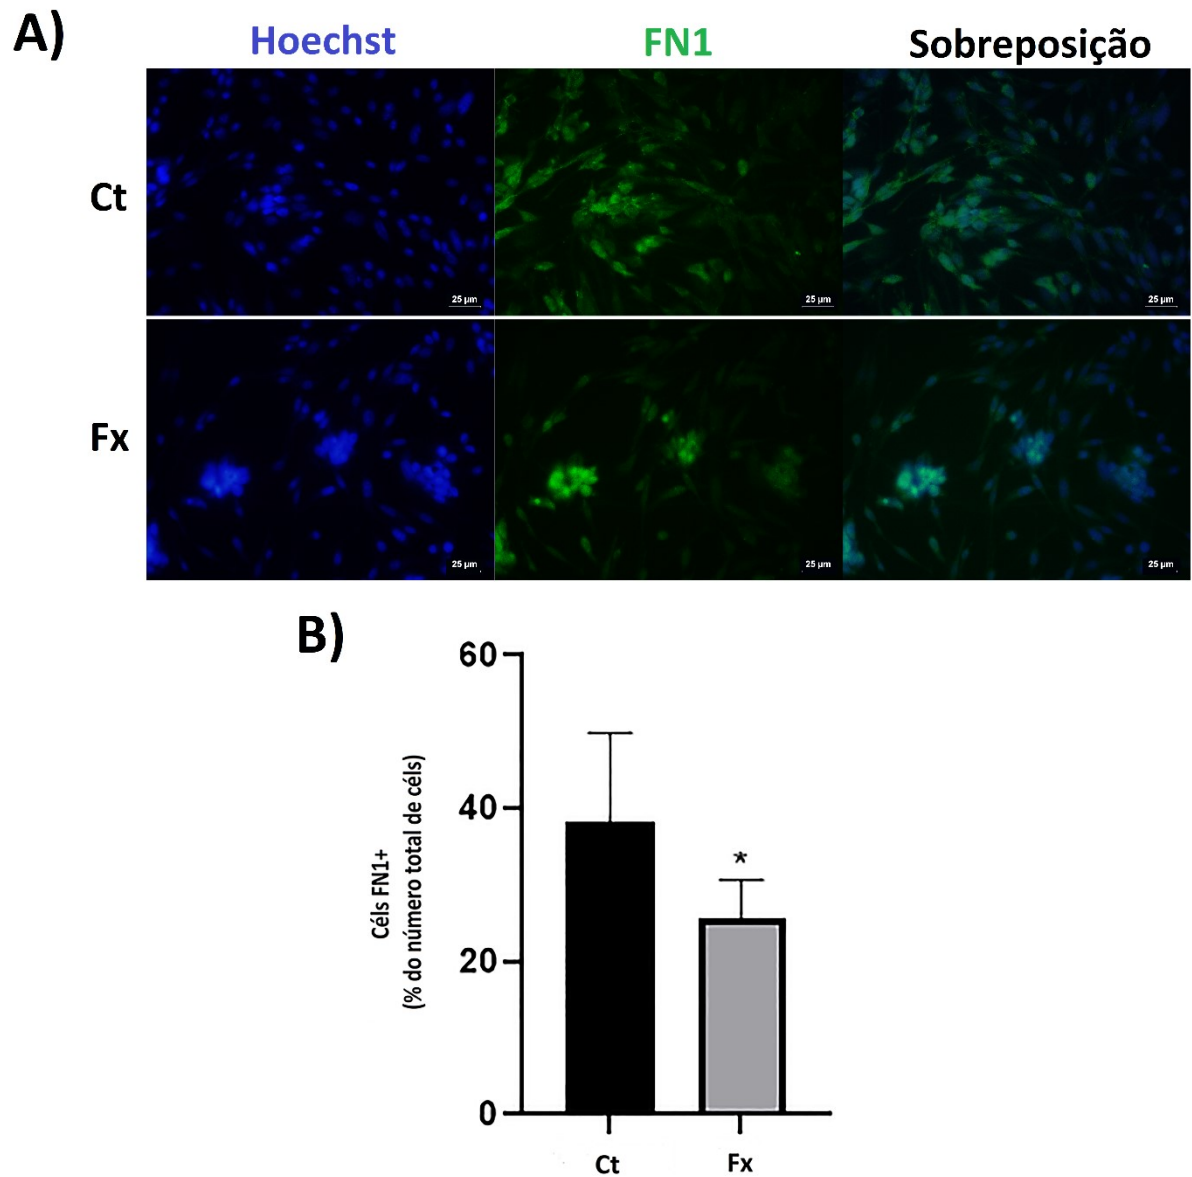 A)
Hoechst
FN1
Sobreposição
Ct
25 µm
25 µm
25 µm
Fx
25 µm
25 µm
25 µm
B)
Céls FN1+
(% do número total de céls)
60
40
20
0
*
Ct
Fx